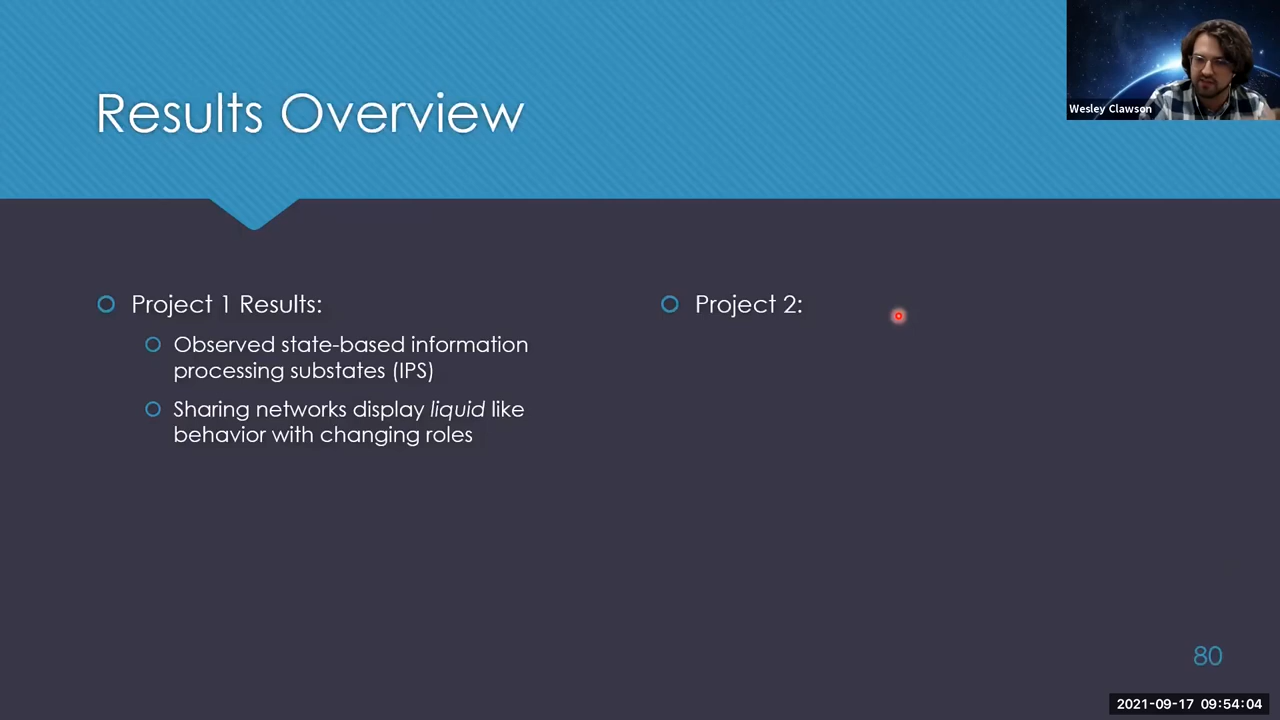 Results Overview
Wesley Clawson
Project 1 Results:
Observed state-based information
processing substates (IPS)
Sharing networks display liquid like
behavior with changing roles
Project 2:
80
2021-09-17 09:54:04